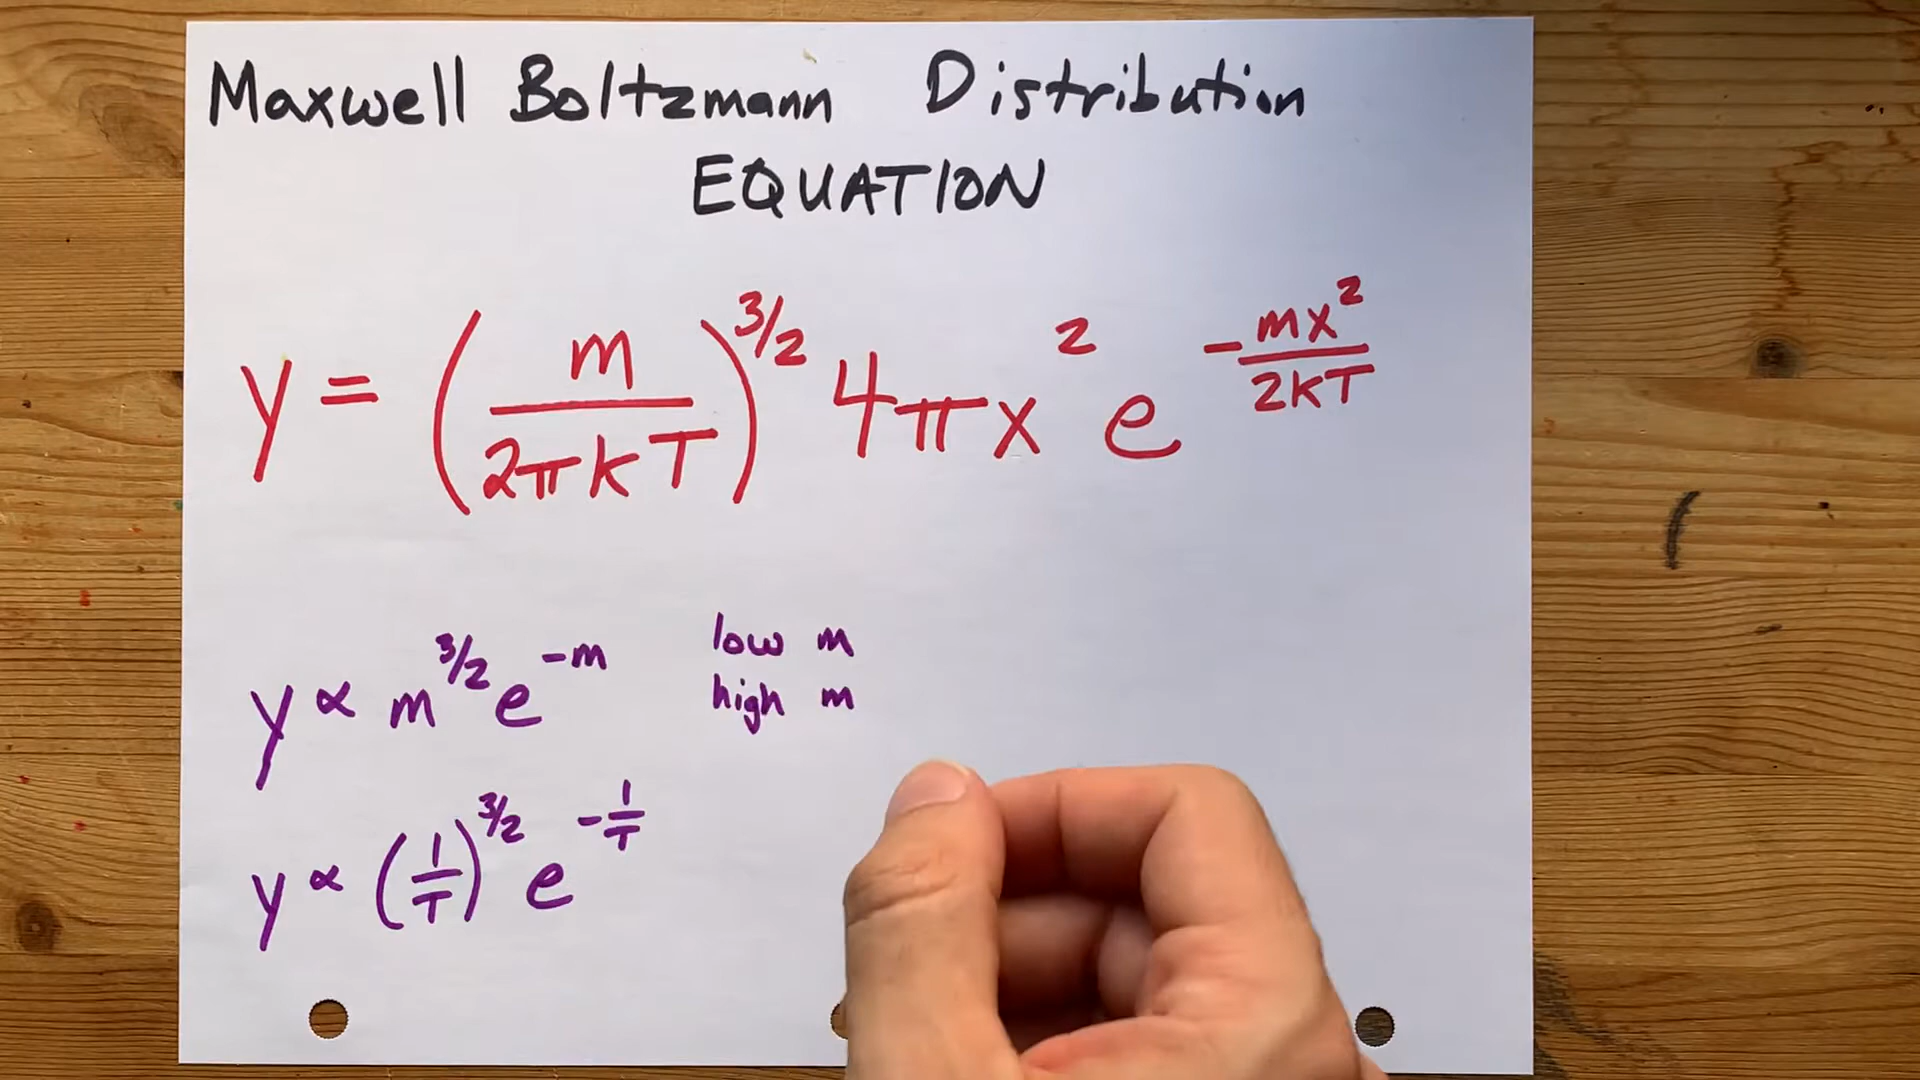 Maxwell Boltzmann Distribution
EQUATION
y = (m/2πkT)^3/2 4πx^2 e^-mx^2/2kT
y ∝ m^3/2 e^-m
low m
high m
y ∝ (1/T)^3/2 e^-1/T